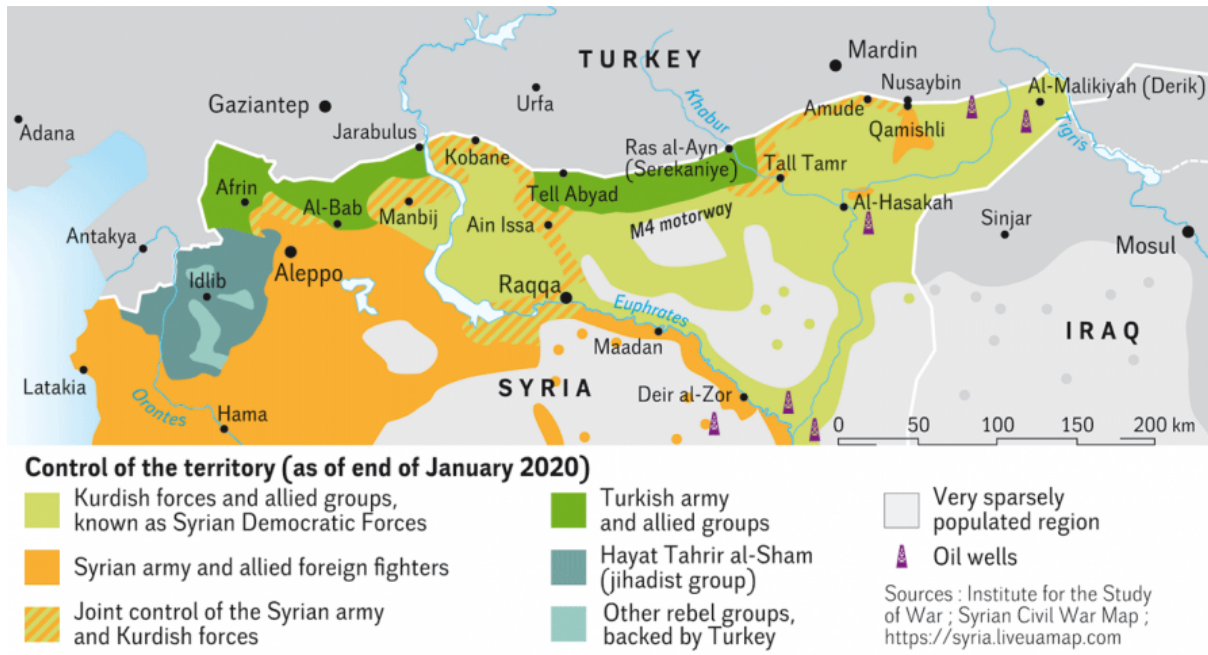 TURKEY
Mardin
Nusaybin
Al-Malikiyah (Derik)
Gaziantep
Urfa
Khabur
Amude
Qamishli
Tigris
Adana
Jarabulus
Kobane
Ras al-Ayn
(Serekaniye)
Tall Tamr
Afrin
Tell Abyad
Al-Bab
Manbij
Ain Issa
M4 motorway
Al-Hasakah
Sinjar
Mosul
Antakya
Aleppo
Idlib
Raqqa
Euphrates
IRAQ
Maadan
Latakia
SYRIA
Deir al-Zor
Orontes
Hama
0 50 100 150 200 km
Control of the territory (as of end of January 2020)
Kurdish forces and allied groups,
known as Syrian Democratic Forces
Syrian army and allied foreign fighters
Joint control of the Syrian army
and Kurdish forces
Turkish army
and allied groups
Hayat Tahrir al-Sham
(jihadist group)
Other rebel groups,
backed by Turkey
Very sparsely
populated region
Oil wells
Sources : Institute for the Study
of War ; Syrian Civil War Map ;
https://syria.liveuamap.com